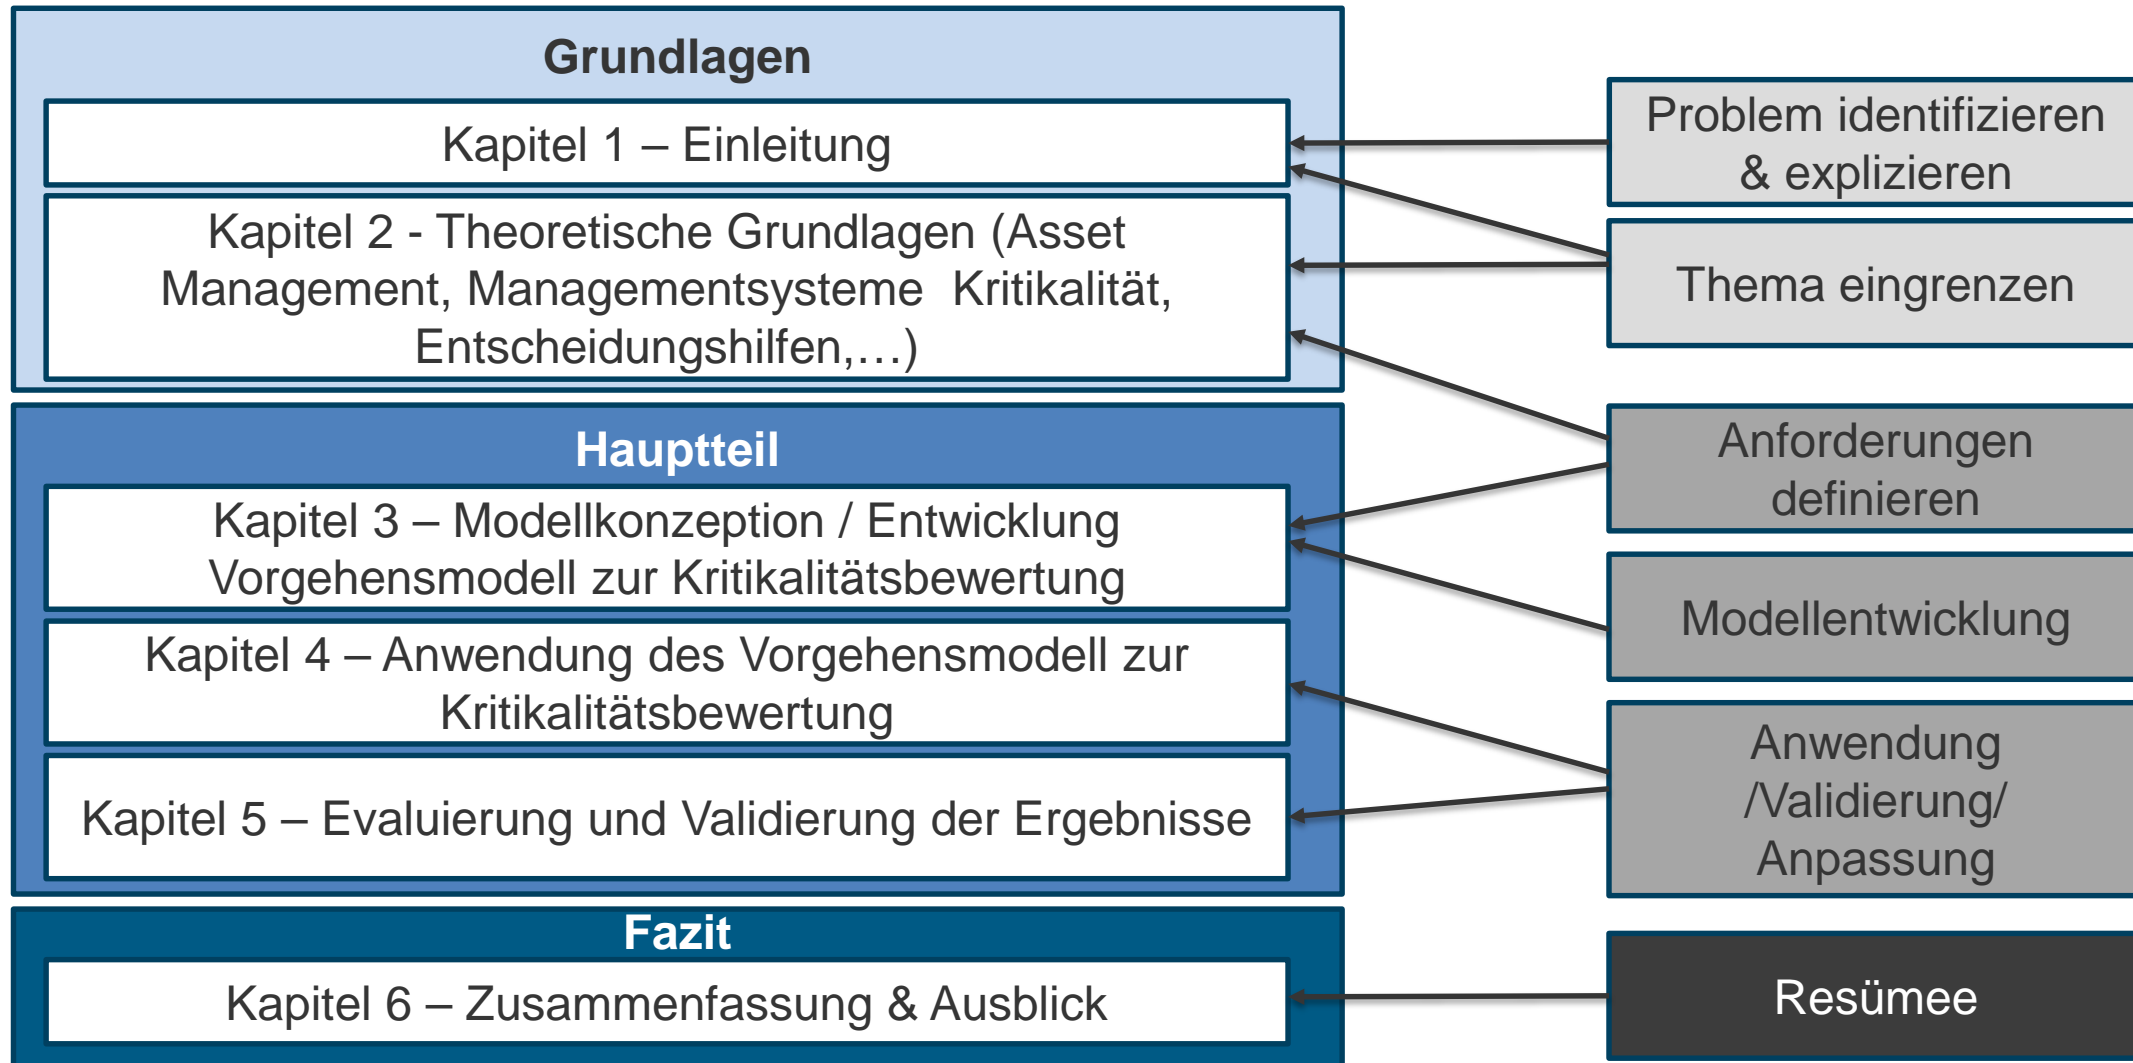 Grundlagen
Kapitel 1 – Einleitung
Kapitel 2 - Theoretische Grundlagen (Asset
Management, Managementsysteme  Kritikalität,
Entscheidungshilfen,…)
Hauptteil
Kapitel 3 – Modellkonzeption / Entwicklung
Vorgehensmodell zur Kritikalitätsbewertung
Kapitel 4 – Anwendung des Vorgehensmodell zur
Kritikalitätsbewertung
Kapitel 5 – Evaluierung und Validierung der Ergebnisse
Fazit
Kapitel 6 – Zusammenfassung & Ausblick
Problem identifizieren
& explizieren
Thema eingrenzen
Anforderungen
definieren
Modellentwicklung
Anwendung
/Validierung/
Anpassung
Resümee